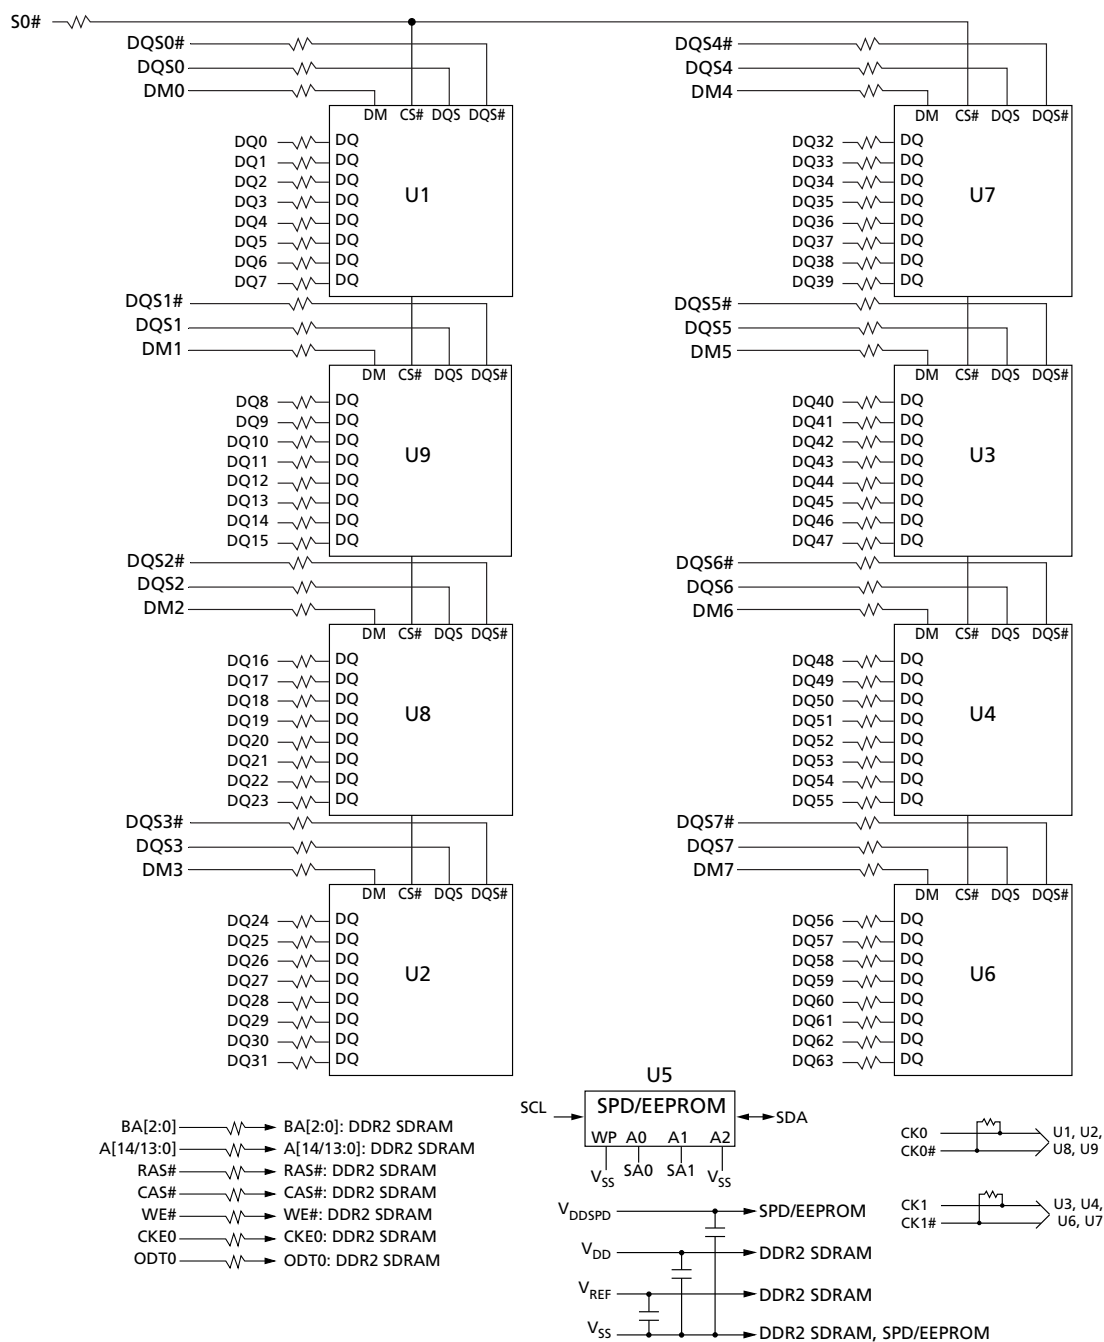 S0#
DQS0#
DQS0
DM0
DM CS# DQS DQS#
DQ0 DQ
DQ1 DQ
DQ2 DQ
DQ3 DQ
DQ4 DQ
DQ5 DQ
DQ6 DQ
DQ7 DQ
U1
DQS1#
DQS1
DM1
DM CS# DQS DQS#
DQ8 DQ
DQ9 DQ
DQ10 DQ
DQ11 DQ
DQ12 DQ
DQ13 DQ
DQ14 DQ
DQ15 DQ
U9
DQS2#
DQS2
DM2
DM CS# DQS DQS#
DQ16 DQ
DQ17 DQ
DQ18 DQ
DQ19 DQ
DQ20 DQ
DQ21 DQ
DQ22 DQ
DQ23 DQ
U8
DQS3#
DQS3
DM3
DM CS# DQS DQS#
DQ24 DQ
DQ25 DQ
DQ26 DQ
DQ27 DQ
DQ28 DQ
DQ29 DQ
DQ30 DQ
DQ31 DQ
U2
DQS4#
DQS4
DM4
DM CS# DQS DQS#
DQ32 DQ
DQ33 DQ
DQ34 DQ
DQ35 DQ
DQ36 DQ
DQ37 DQ
DQ38 DQ
DQ39 DQ
U7
DQS5#
DQS5
DM5
DM CS# DQS DQS#
DQ40 DQ
DQ41 DQ
DQ42 DQ
DQ43 DQ
DQ44 DQ
DQ45 DQ
DQ46 DQ
DQ47 DQ
U3
DQS6#
DQS6
DM6
DM CS# DQS DQS#
DQ48 DQ
DQ49 DQ
DQ50 DQ
DQ51 DQ
DQ52 DQ
DQ53 DQ
DQ54 DQ
DQ55 DQ
U4
DQS7#
DQS7
DM7
DM CS# DQS DQS#
DQ56 DQ
DQ57 DQ
DQ58 DQ
DQ59 DQ
DQ60 DQ
DQ61 DQ
DQ62 DQ
DQ63 DQ
U6
BA[2:0] BA[2:0]: DDR2 SDRAM
A[14/13:0] A[14/13:0]: DDR2 SDRAM
RAS# RAS#: DDR2 SDRAM
CAS# CAS#: DDR2 SDRAM
WE# WE#: DDR2 SDRAM
CKE0 CKE0: DDR2 SDRAM
ODT0 ODT0: DDR2 SDRAM
U5
SCL SPD/EEPROM SDA
WP A0 A1 A2
VSS SA0 SA1 VSS
VDDSPD SPD/EEPROM
VDD DDR2 SDRAM
VREF DDR2 SDRAM
VSS DDR2 SDRAM, SPD/EEPROM
CK0 U1, U2,
CK0# U8, U9
CK1 U3, U4,
CK1# U6, U7